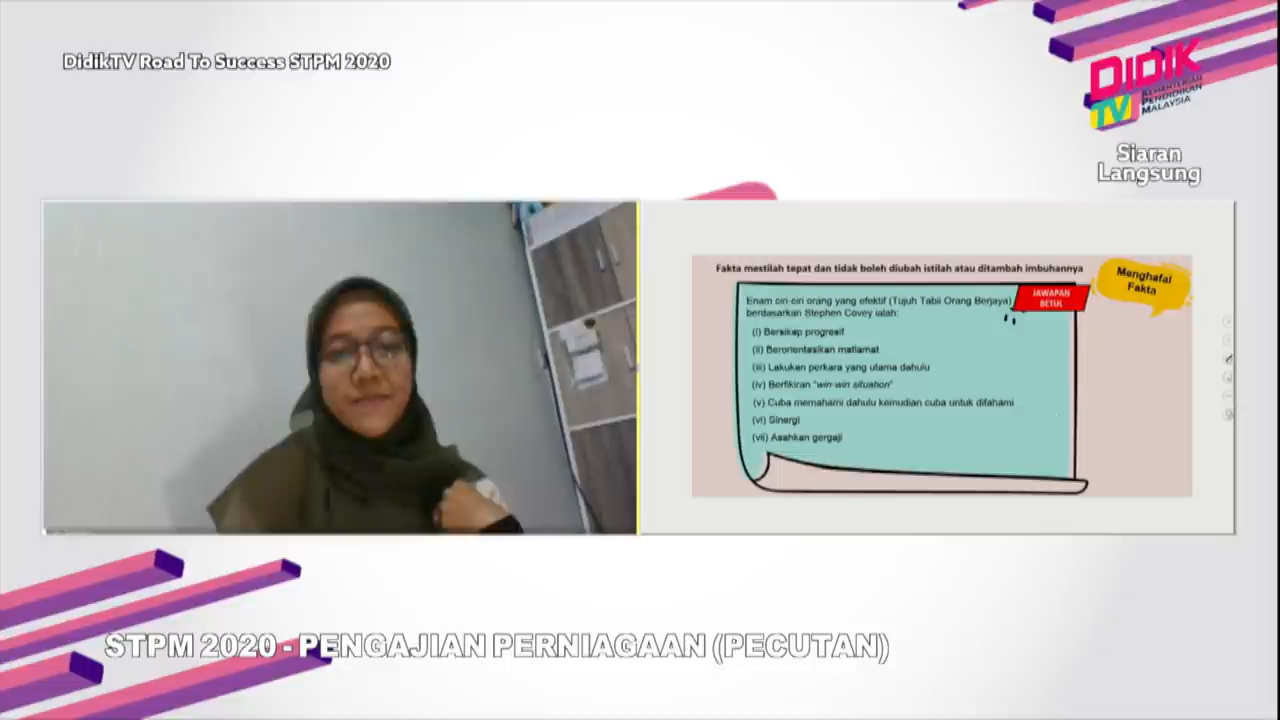 DidikTV Road To Success STPM 2020
DIDIK
TV
KEMENTERIAN
PENDIDIKAN
MALAYSIA
Siaran
Langsung
Fakta mestilah tepat dan tidak boleh diubah istilah atau ditambah imbuhannya
Menghafal
Fakta
JAWAPAN
BETUL
Enam ciri-ciri orang yang efektif (Tujuh Tabii Orang Berjaya)
berdasarkan Stephen Covey ialah:
(i) Bersikap progresif
(ii) Berorientasikan matlamat
(iii) Lakukan perkara yang utama dahulu
(iv) Berfikiran "win-win situation"
(v) Cuba memahami dahulu kemudian cuba untuk difahami
(vi) Sinergi
(vii) Asahkan gergaji
STPM 2020 - PENGAJIAN PERNIAGAAN (PECUTAN)